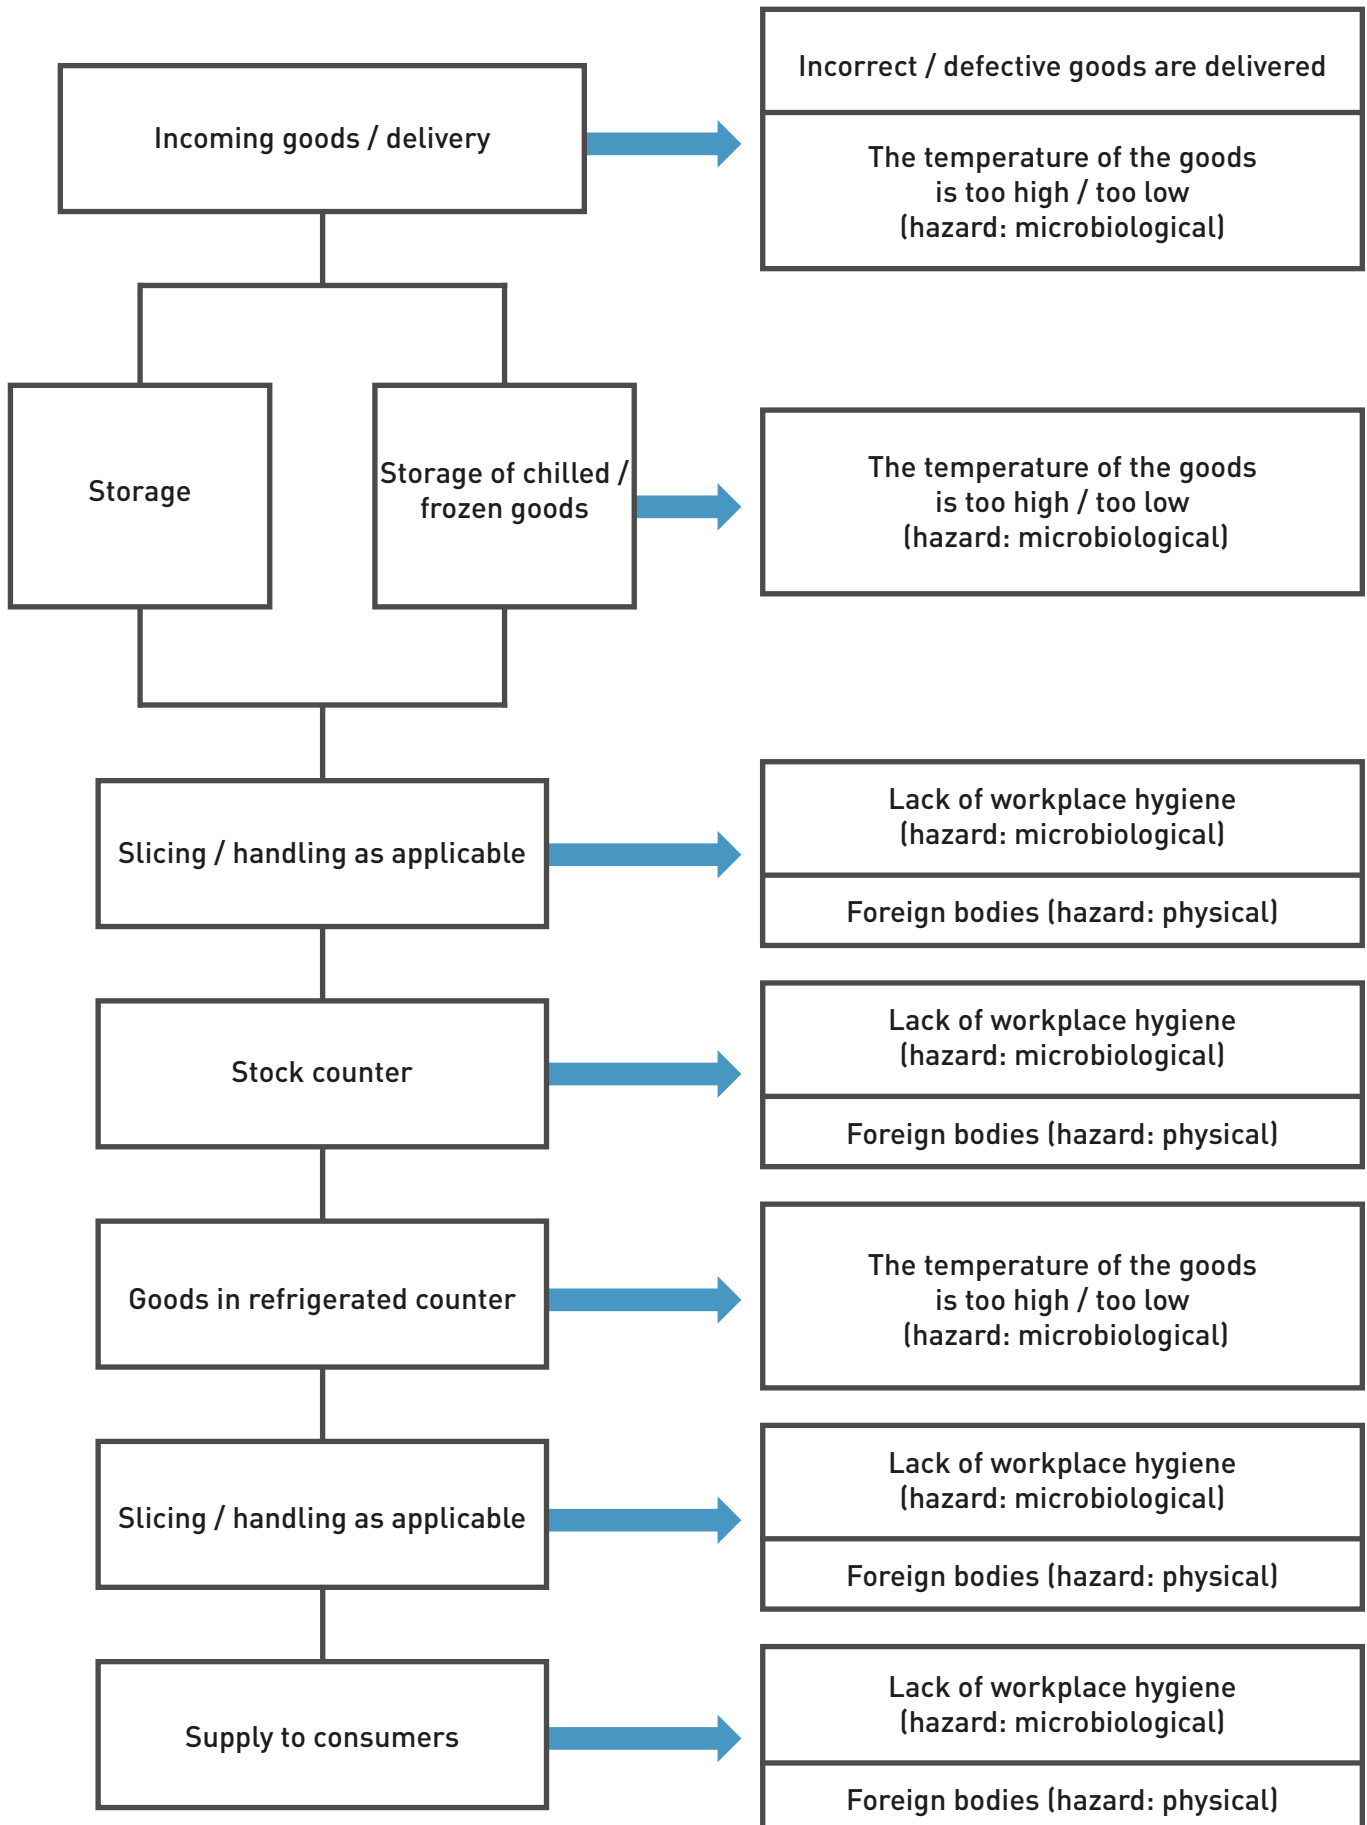 Incoming goods / delivery
Incorrect / defective goods are delivered
The temperature of the goods
is too high / too low
(hazard: microbiological)
Storage
Storage of chilled /
frozen goods
The temperature of the goods
is too high / too low
(hazard: microbiological)
Slicing / handling as applicable
Lack of workplace hygiene
(hazard: microbiological)
Foreign bodies (hazard: physical)
Stock counter
Lack of workplace hygiene
(hazard: microbiological)
Foreign bodies (hazard: physical)
Goods in refrigerated counter
The temperature of the goods
is too high / too low
(hazard: microbiological)
Slicing / handling as applicable
Lack of workplace hygiene
(hazard: microbiological)
Foreign bodies (hazard: physical)
Supply to consumers
Lack of workplace hygiene
(hazard: microbiological)
Foreign bodies (hazard: physical)